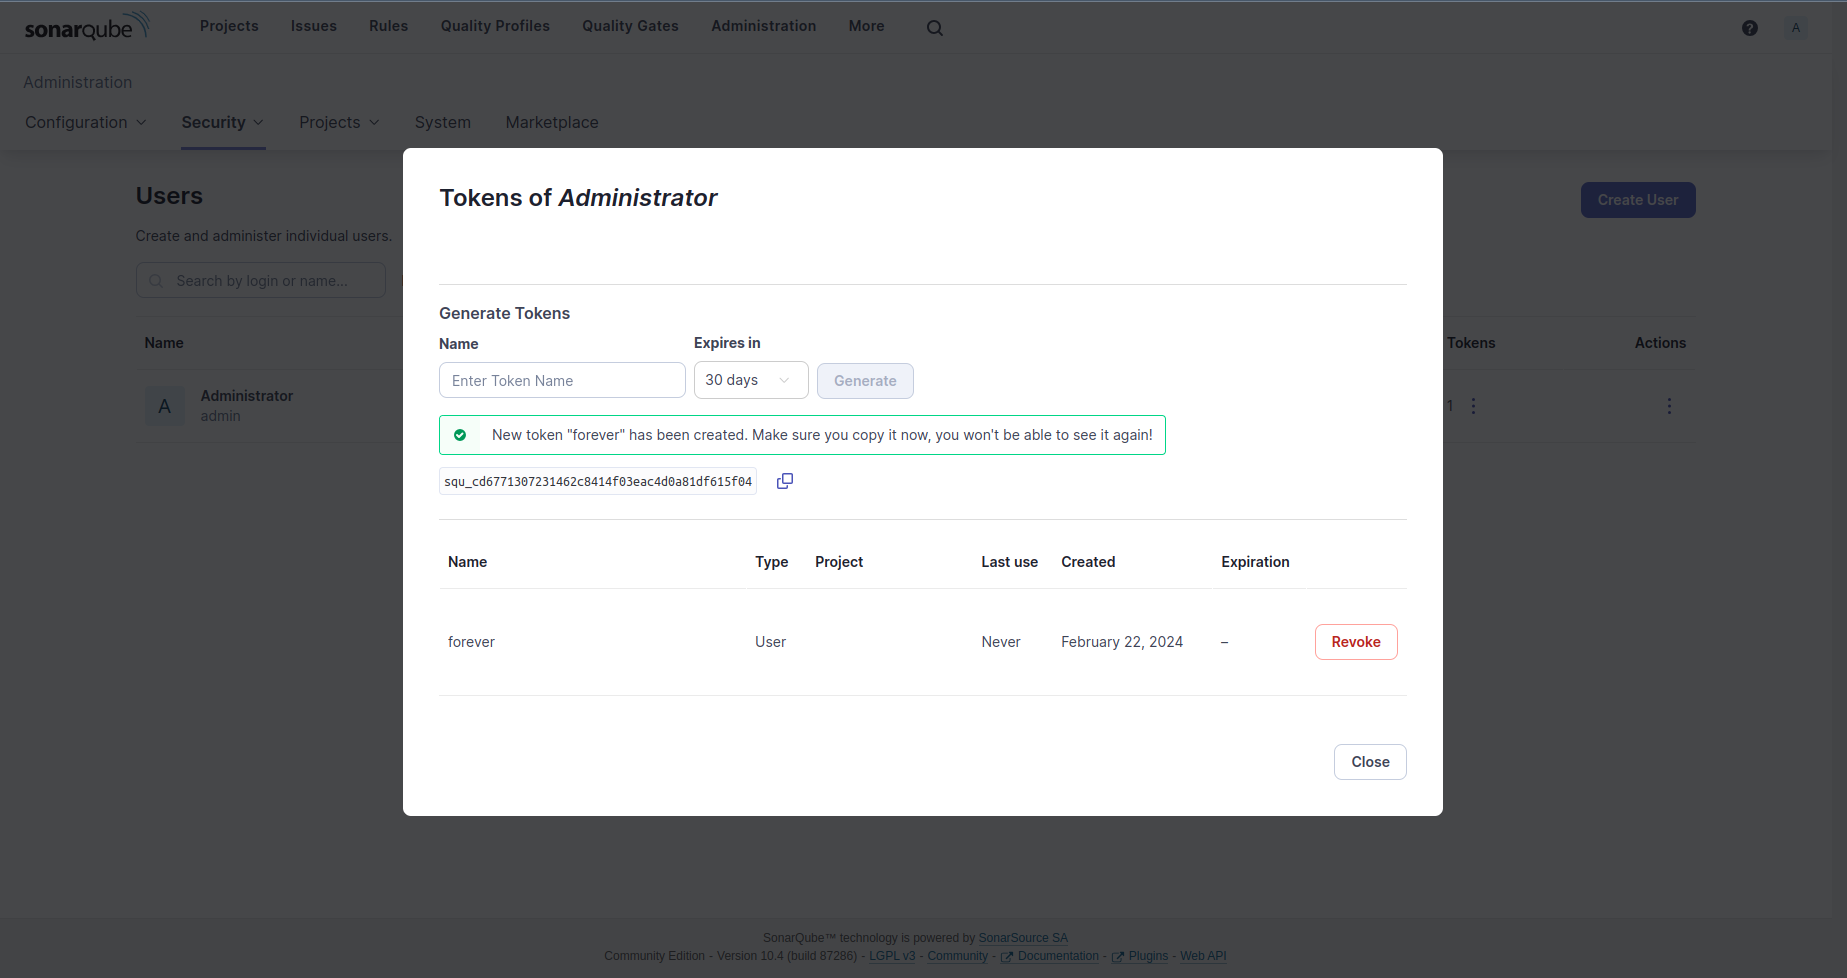 sonarqube Projects Issues Rules Quality Profiles Quality Gates Administration More ? A
Administration
Configuration Security Projects System Marketplace
Users
Create User
Create and administer individual users.
Search by login or name...
Name Tokens Actions
A Administrator
admin
1
Tokens of Administrator
Generate Tokens
Name Expires in
Enter Token Name 30 days Generate
New token "forever" has been created. Make sure you copy it now, you won't be able to see it again!
squ_cd6771307231462c8414f03eac4d0a81df615f04
Name Type Project Last use Created Expiration
forever User Never February 22, 2024 – Revoke
Close
SonarQube™ technology is powered by SonarSource SA
Community Edition - Version 10.4 (build 87286) - LGPL v3 - Community - Documentation - Plugins - Web API